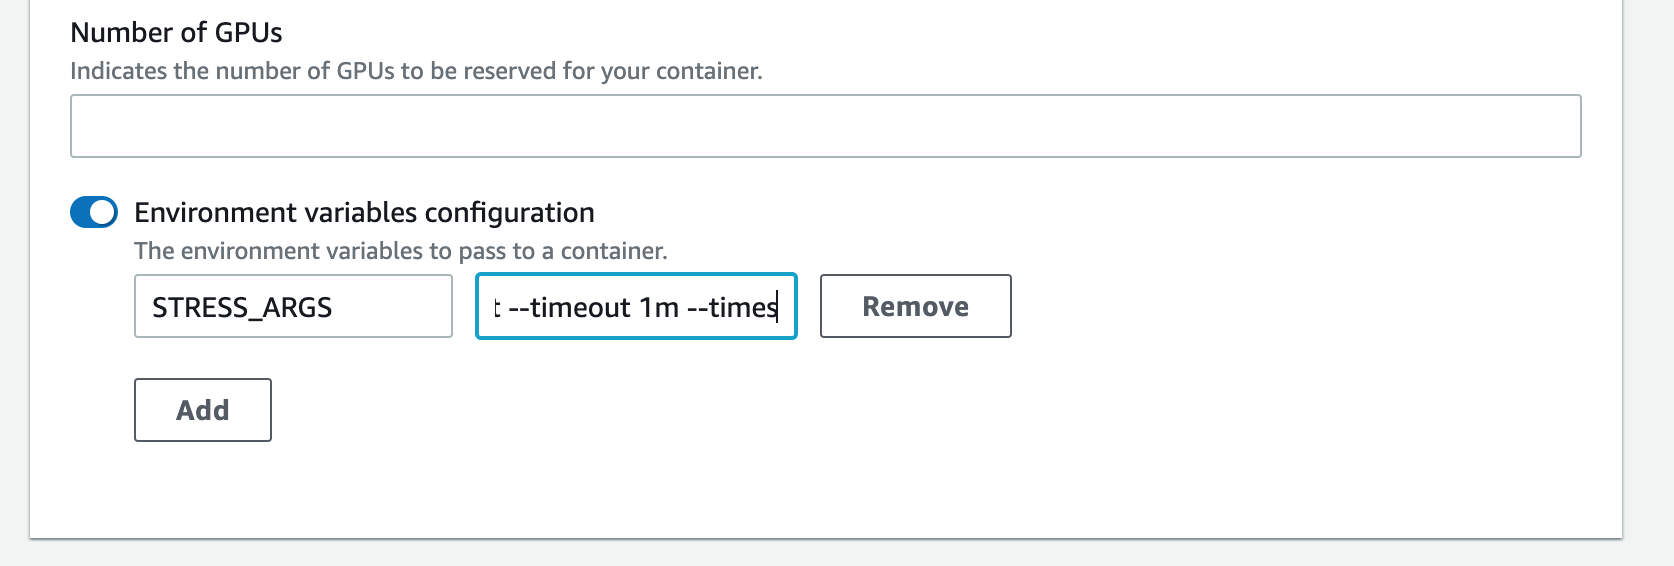 Number of GPUs
Indicates the number of GPUs to be reserved for your container.
Environment variables configuration
The environment variables to pass to a container.
STRESS_ARGS
t --timeout 1m --times
Remove
Add